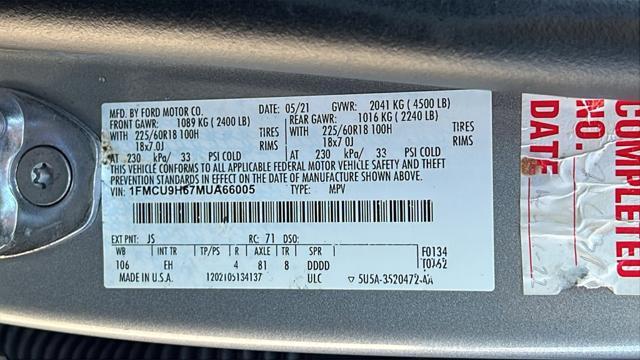 MFD. BY FORD MOTOR CO.
DATE: 05/21 GVWR: 2041 KG ( 4500 LB)
FRONT GAWR: 1089 KG ( 2400 LB)
REAR GAWR: 1016 KG ( 2240 LB)
WITH 225/60R18 100H TIRES
WITH 225/60R18 100H TIRES
18x7.0J RIMS
18x7.0J RIMS
AT 230 kPa/ 33 PSI COLD
AT 230 kPa/ 33 PSI COLD
THIS VEHICLE CONFORMS TO ALL APPLICABLE FEDERAL MOTOR VEHICLE SAFETY AND THEFT
PREVENTION STANDARDS IN EFFECT ON THE DATE OF MANUFACTURE SHOWN ABOVE.
VIN: 1FMCU9H67MUA66005 TYPE: MPV
EXT PNT: JS RC: 71 DSO:
WB INT TR TP/PS R AXLE TR SPR F0134
106 EH 4 81 8 DDDD T0762
MADE IN U.S.A. 1202105134137 ULC 5U5A-3520472-AA
NO.
DATE
COMPLETED